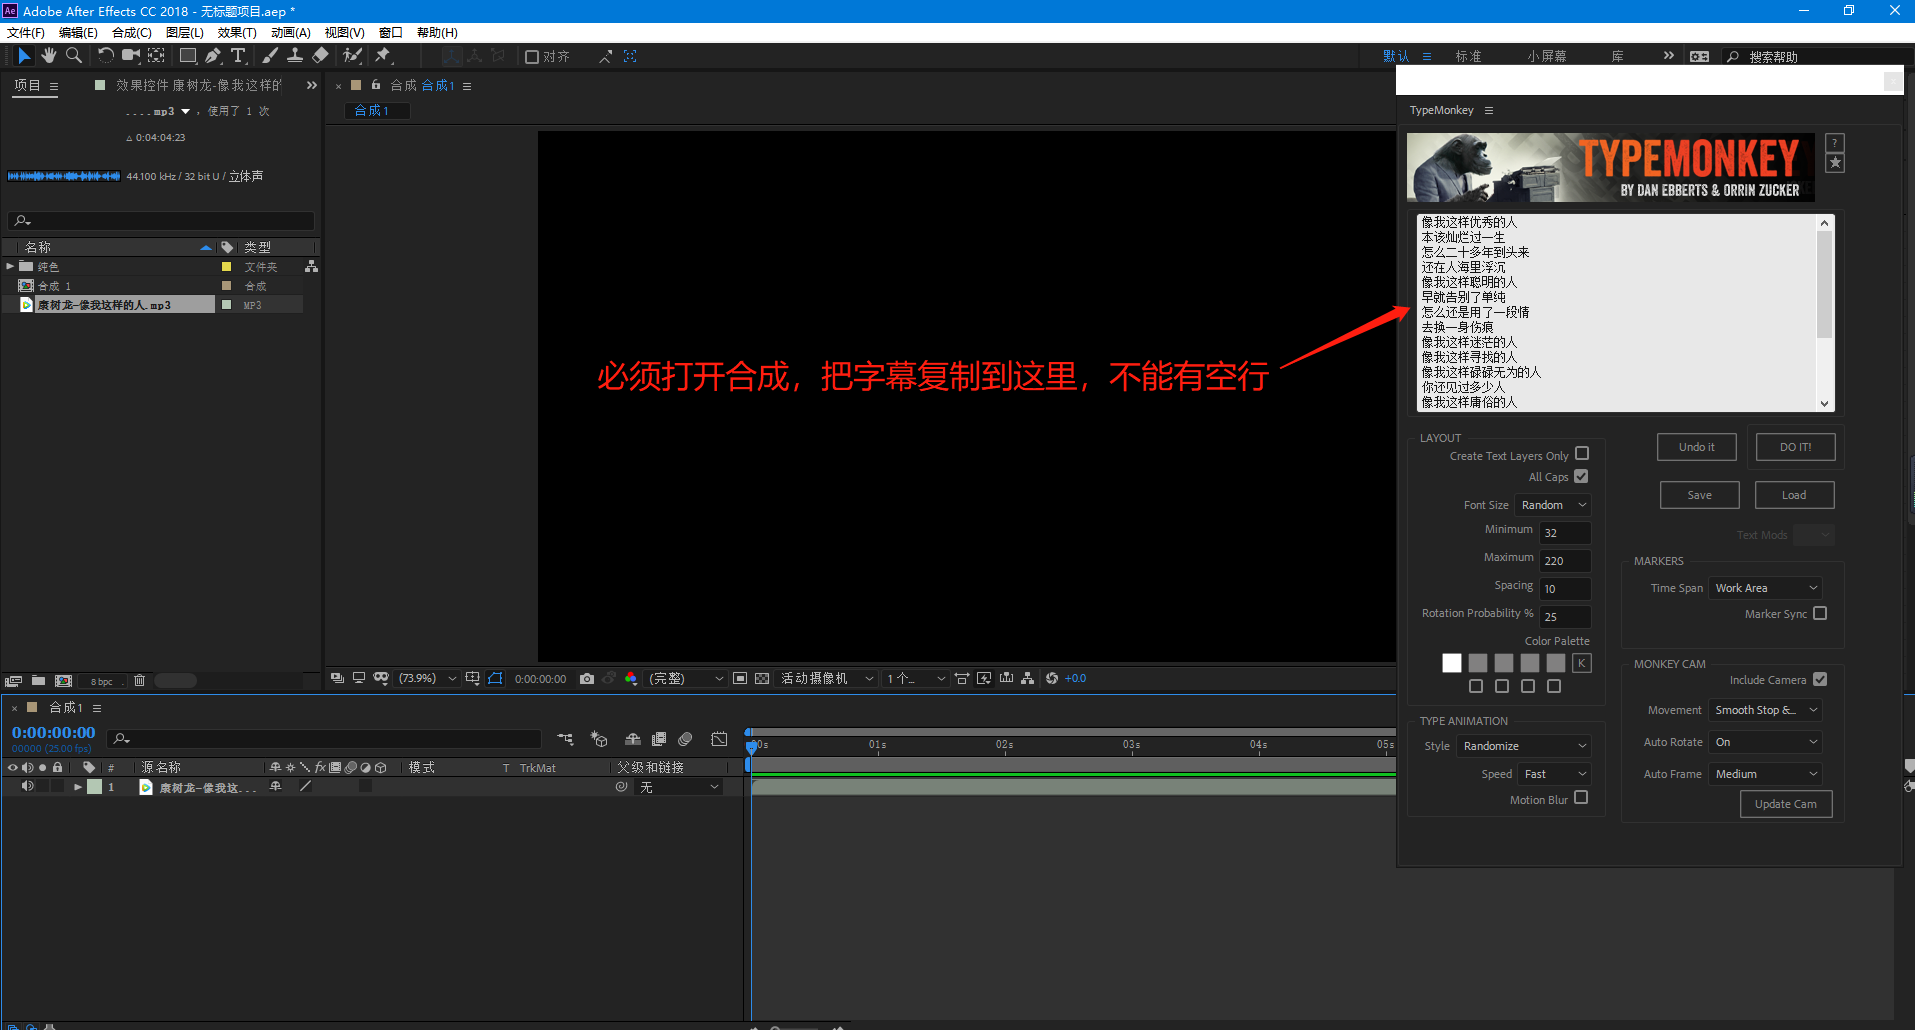 Ae Adobe After Effects CC 2018 - 无标题项目.aep *
文件(F) 编辑(E) 合成(C) 图层(L) 效果(T) 动画(A) 视图(V) 窗口 帮助(H)
对齐 默认 标准 小屏幕 库 搜索帮助
项目 效果控件 康树龙-像我这样的
合成 合成1
合成1
....mp3 , 使用了 1 次
△ 0:04:04:23
44.100 kHz / 32 bit U / 立体声
名称 类型
纯色 文件夹
合成 1 合成
康树龙-像我这样的人.mp3 MP3
必须打开合成，把字幕复制到这里，不能有空行
8 bpc
(73.9%) 0:00:00:00 (完整) 活动摄像机 1 个... +0.0
TypeMonkey
TYPEMONKEY
BY DAN EBBERTS & ORRIN ZUCKER
?
像我这样优秀的人
本该灿烂过一生
怎么二十多年到头来
还在人海里浮沉
像我这样聪明的人
早就告别了单纯
怎么还是用了一段情
去换一身伤痕
像我这样迷茫的人
像我这样寻找的人
像我这样碌碌无为的人
你还见过多少人
像我这样庸俗的人
LAYOUT
Create Text Layers Only
All Caps
Font Size Random
Minimum 32
Maximum 220
Spacing 10
Rotation Probability % 25
Color Palette
K
TYPE ANIMATION
Style Randomize
Speed Fast
Motion Blur
Undo it DO IT!
Save Load
Text Mods
MARKERS
Time Span Work Area
Marker Sync
MONKEY CAM
Include Camera
Movement Smooth Stop &...
Auto Rotate On
Auto Frame Medium
Update Cam
合成1
0:00:00:00
00000 (25.00 fps)
00s 01s 02s 03s 04s 05s
# 源名称 fx 模式 T TrkMat 父级和链接
1 康树龙-像我这... 无